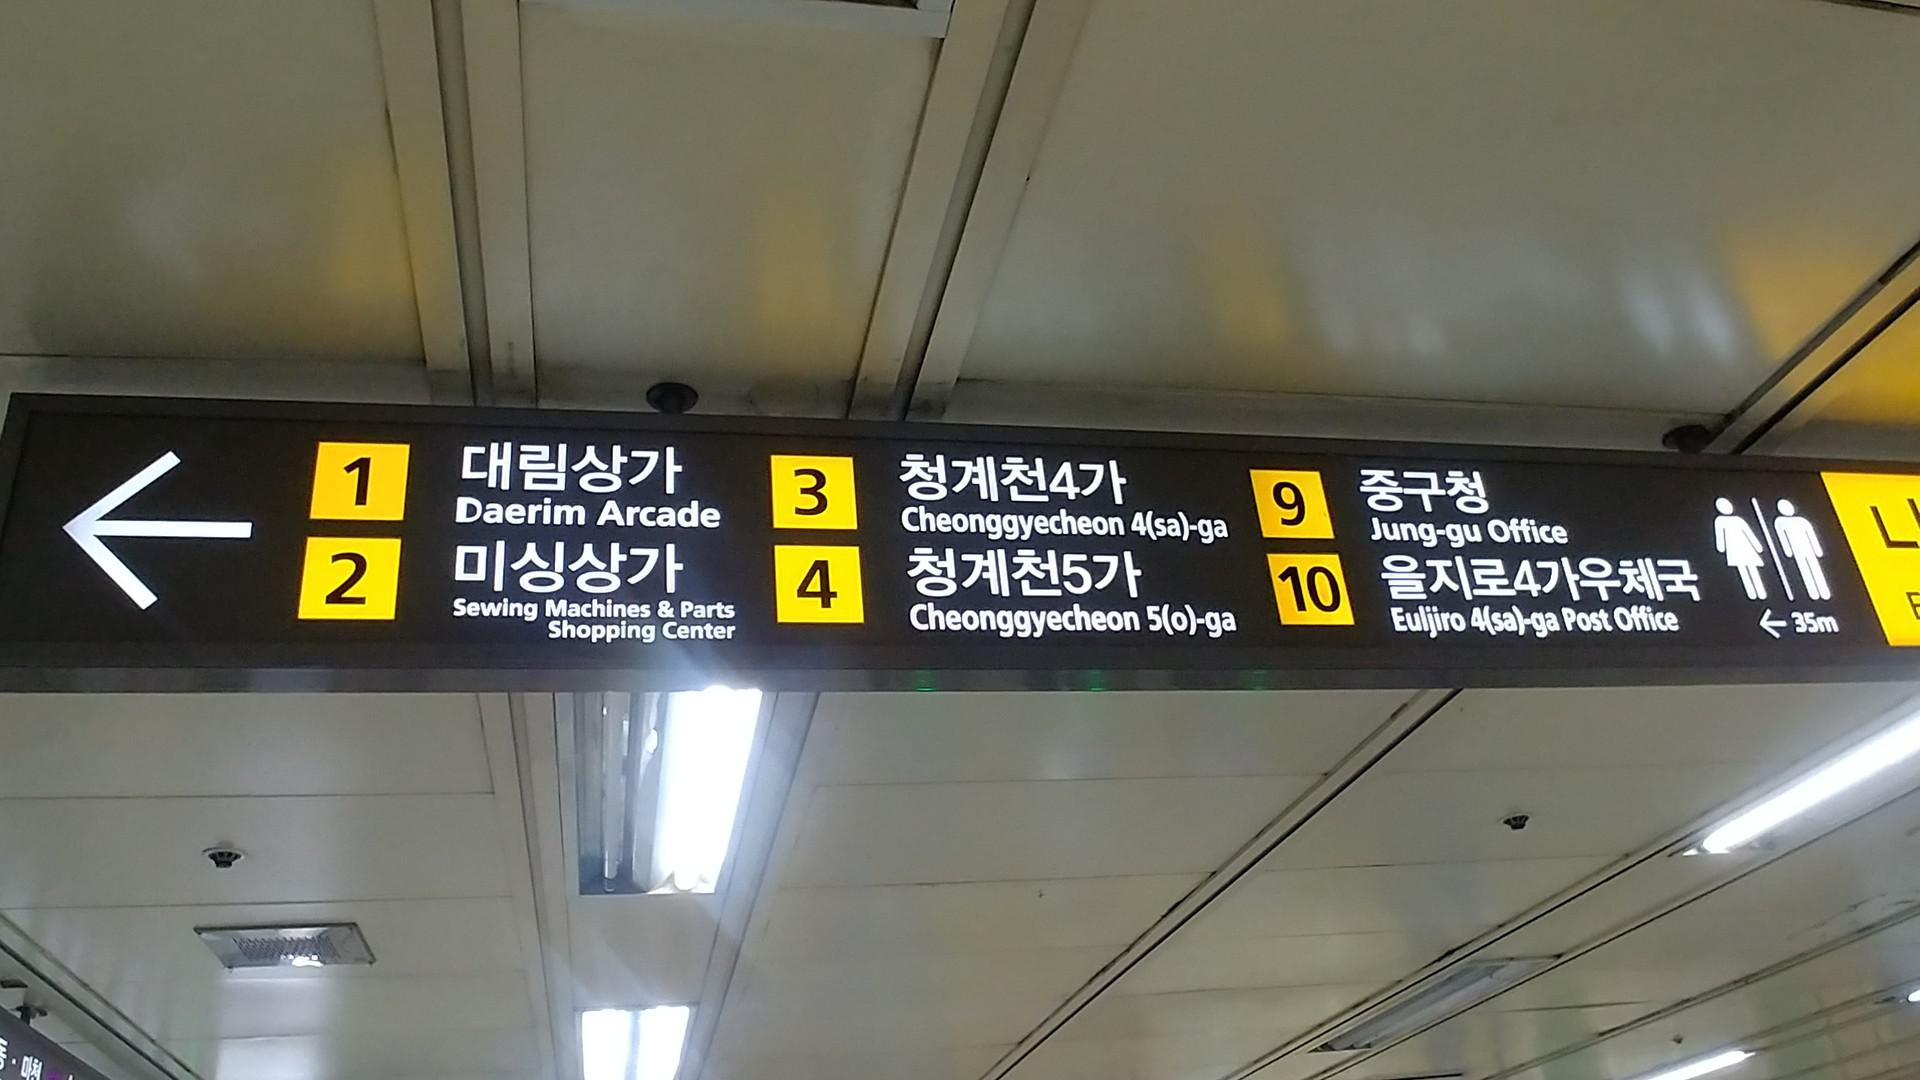 1 대림상가
Daerim Arcade
2 미싱상가
Sewing Machines & Parts
Shopping Center
3 청계천4가
Cheonggyecheon 4(sa)-ga
4 청계천5가
Cheonggyecheon 5(o)-ga
9 중구청
Jung-gu Office
10 을지로4가우체국
Euljiro 4(sa)-ga Post Office
←35m